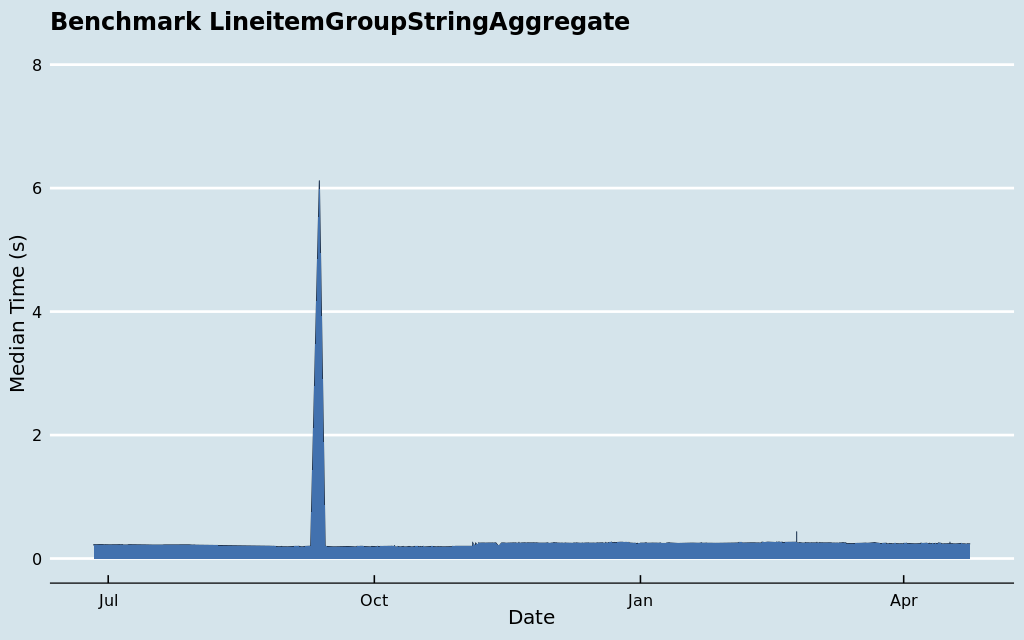 Benchmark LineitemGroupStringAggregate
8
6
4
2
0
Median Time (s)
Jul
Oct
Jan
Apr
Date